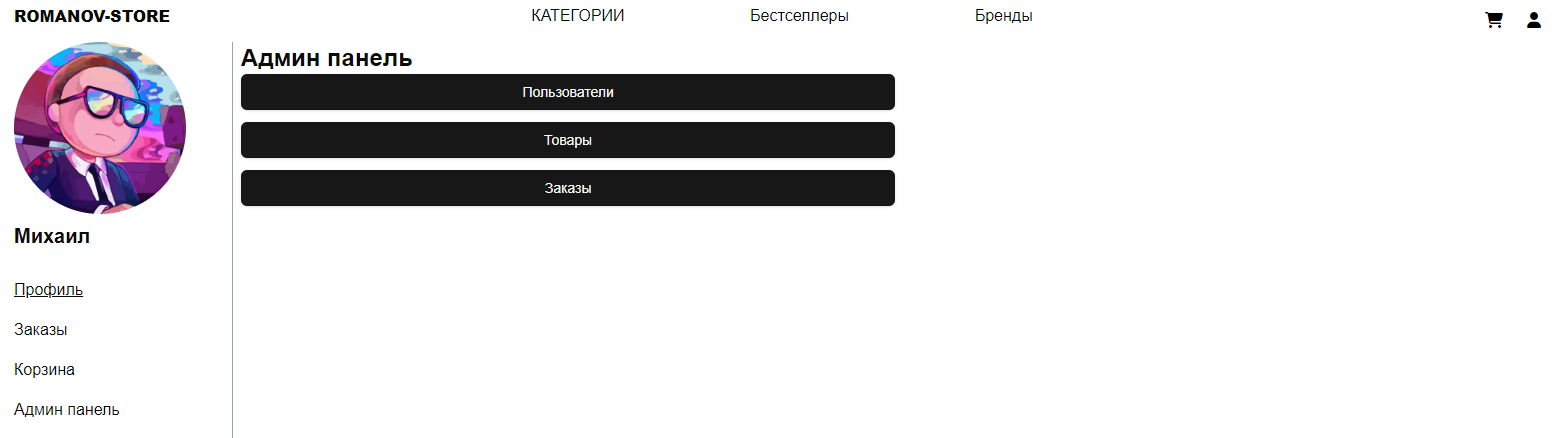 ROMANOV-STORE
КАТЕГОРИИ
Бестселлеры
Бренды
Михаил
Профиль
Заказы
Корзина
Админ панель
Админ панель
Пользователи
Товары
Заказы